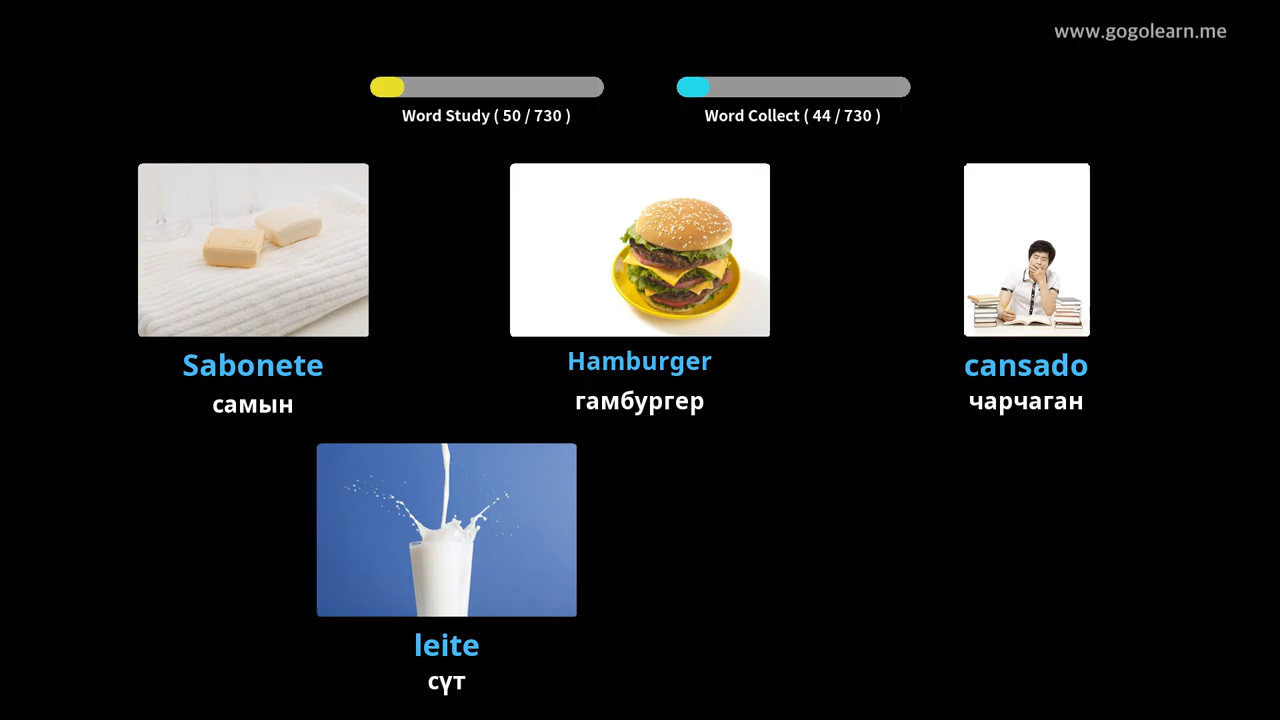 www.gogolearn.me
Word Study ( 50 / 730 )
Word Collect ( 44 / 730 )
Sabonete
самын
Hamburger
гамбургер
cansado
чарчаган
leite
сүт